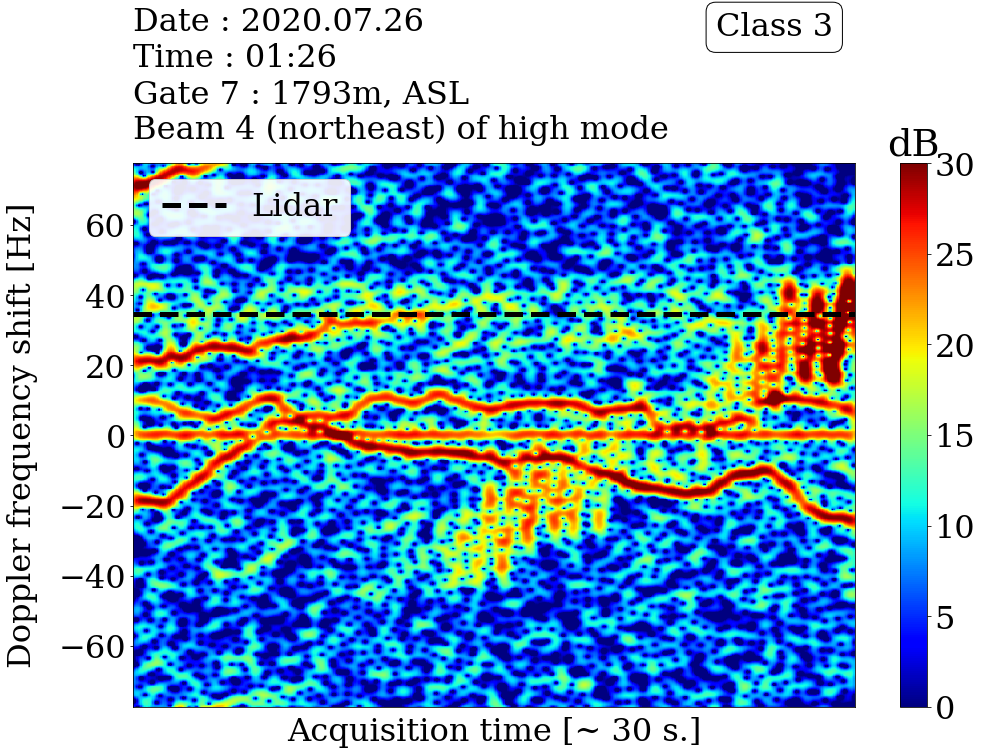 Date : 2020.07.26
Time : 01:26
Gate 7 : 1793m, ASL
Beam 4 (northeast) of high mode
Class 3
dB
Lidar
Doppler frequency shift [Hz]
60
40
20
0
−20
−40
−60
30
25
20
15
10
5
0
Acquisition time [~ 30 s.]